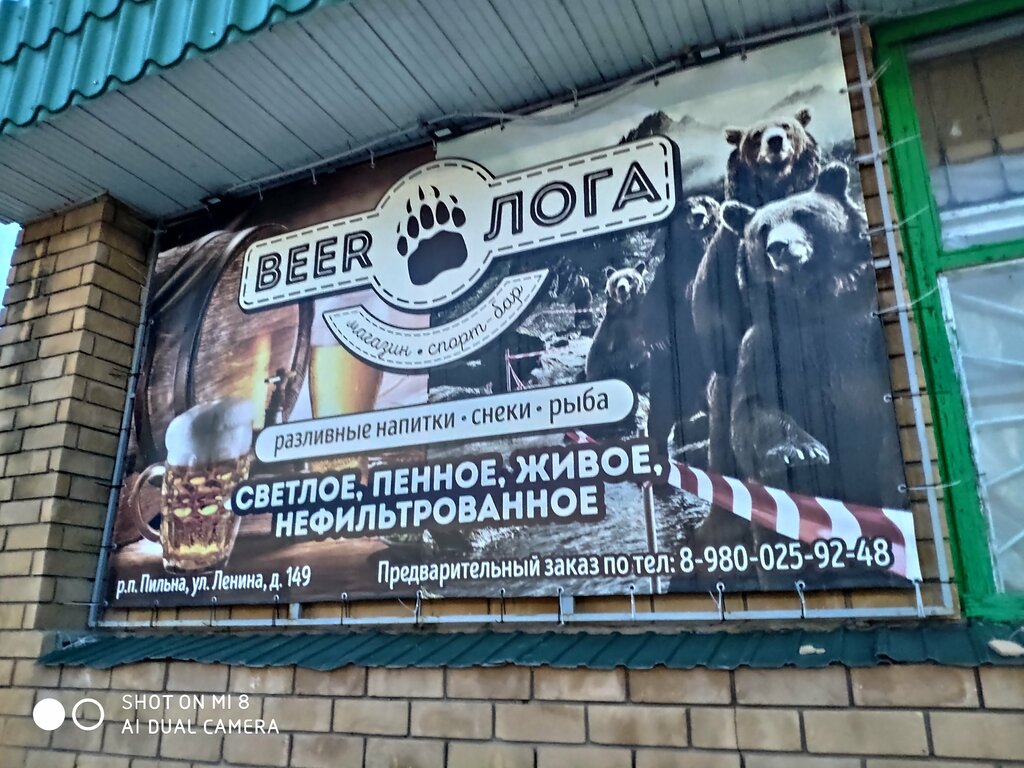 BEER ЛОГА
магазин • спорт-бар
разливные напитки • снеки • рыба
СВЕТЛОЕ, ПЕННОЕ, ЖИВОЕ,
НЕФИЛЬТРОВАННОЕ
Предварительный заказ по тел: 8-980-025-92-48
р.п. Пильна, ул. Ленина, д. 149
SHOT ON MI 8
AI DUAL CAMERA